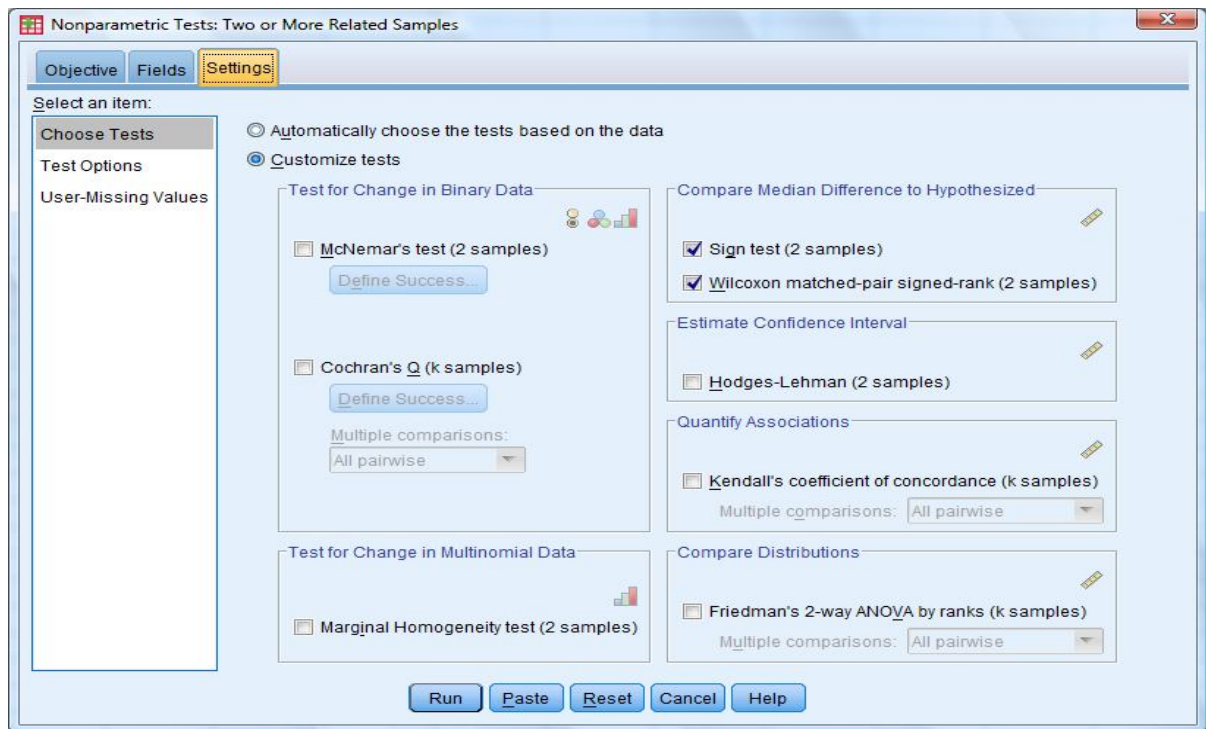 Nonparametric Tests: Two or More Related Samples
Objective Fields Settings
Select an item:
Choose Tests
Test Options
User-Missing Values
Automatically choose the tests based on the data
Customize tests
Test for Change in Binary Data
McNemar's test (2 samples)
Define Success...
Cochran's Q (k samples)
Define Success...
Multiple comparisons:
All pairwise
Test for Change in Multinomial Data
Marginal Homogeneity test (2 samples)
Compare Median Difference to Hypothesized
Sign test (2 samples)
Wilcoxon matched-pair signed-rank (2 samples)
Estimate Confidence Interval
Hodges-Lehman (2 samples)
Quantify Associations
Kendall's coefficient of concordance (k samples)
Multiple comparisons: All pairwise
Compare Distributions
Friedman's 2-way ANOVA by ranks (k samples)
Multiple comparisons: All pairwise
Run Paste Reset Cancel Help